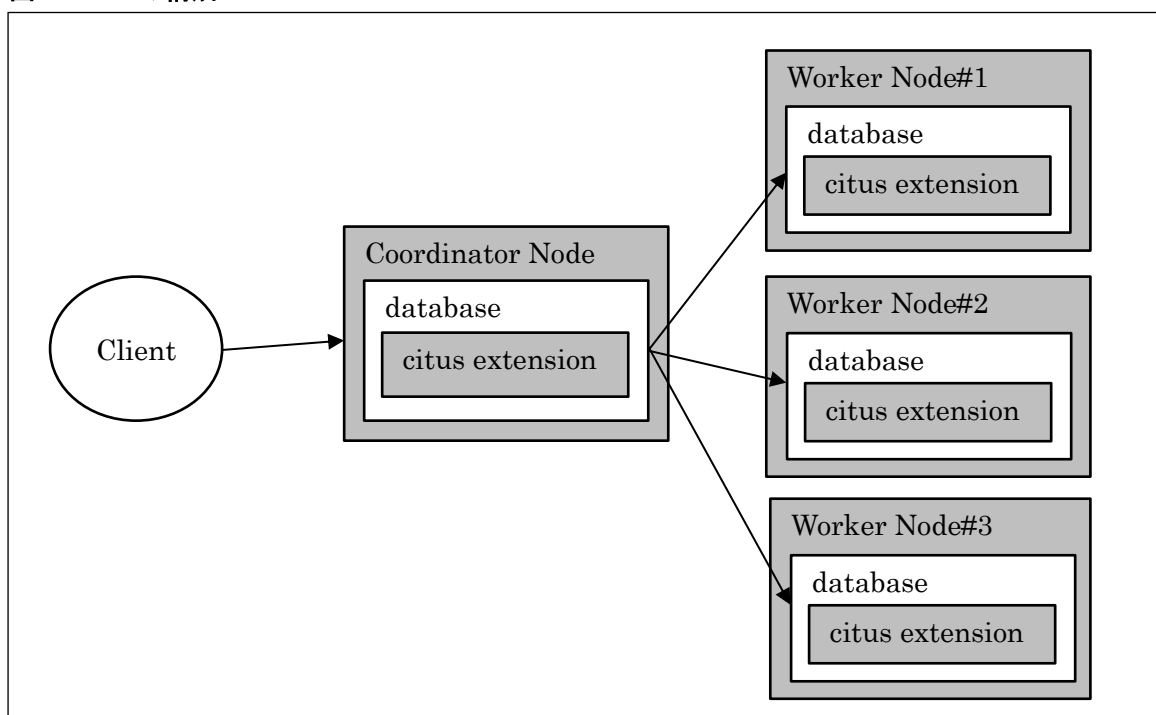 Client
Coordinator Node
database
citus extension
Worker Node#1
database
citus extension
Worker Node#2
database
citus extension
Worker Node#3
database
citus extension